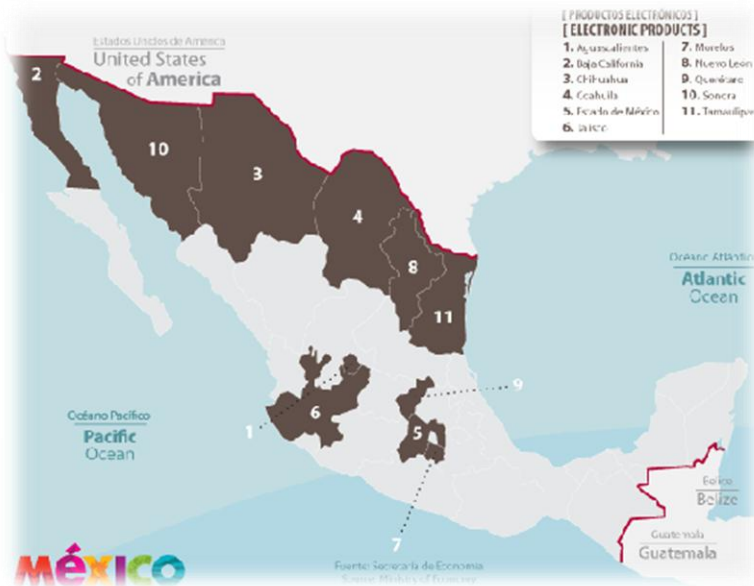 [ PRODUCTOS ELECTRÓNICOS ]
[ ELECTRONIC PRODUCTS ]
1. Aguascalientes
2. Baja California
3. Chihuahua
4. Coahuila
5. Estado de México
6. Jalisco
7. Morelos
8. Nuevo León
9. Querétaro
10. Sonora
11. Tamaulipas
Estados Unidos de America
United States
of America
2
10
3
4
8
11
Océano Atlántico
Atlantic
Ocean
9
6
1
5
Océano Pacífico
Pacific
Ocean
7
Belice
Belize
Guatemala
Guatemala
méxico
Fuente: Secretaría de Economía
Source: Ministry of Economy